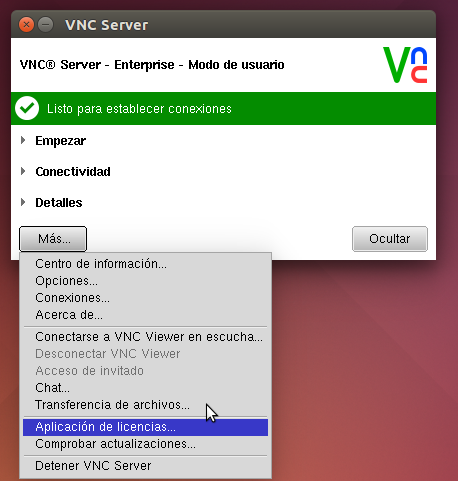 VNC Server
VNC® Server - Enterprise - Modo de usuario
Vnc
Listo para establecer conexiones
Empezar
Conectividad
Detalles
Más...
Ocultar
Centro de información...
Opciones...
Conexiones...
Acerca de...
Conectarse a VNC Viewer en escucha...
Desconectar VNC Viewer
Acceso de invitado
Chat...
Transferencia de archivos...
Aplicación de licencias...
Comprobar actualizaciones...
Detener VNC Server